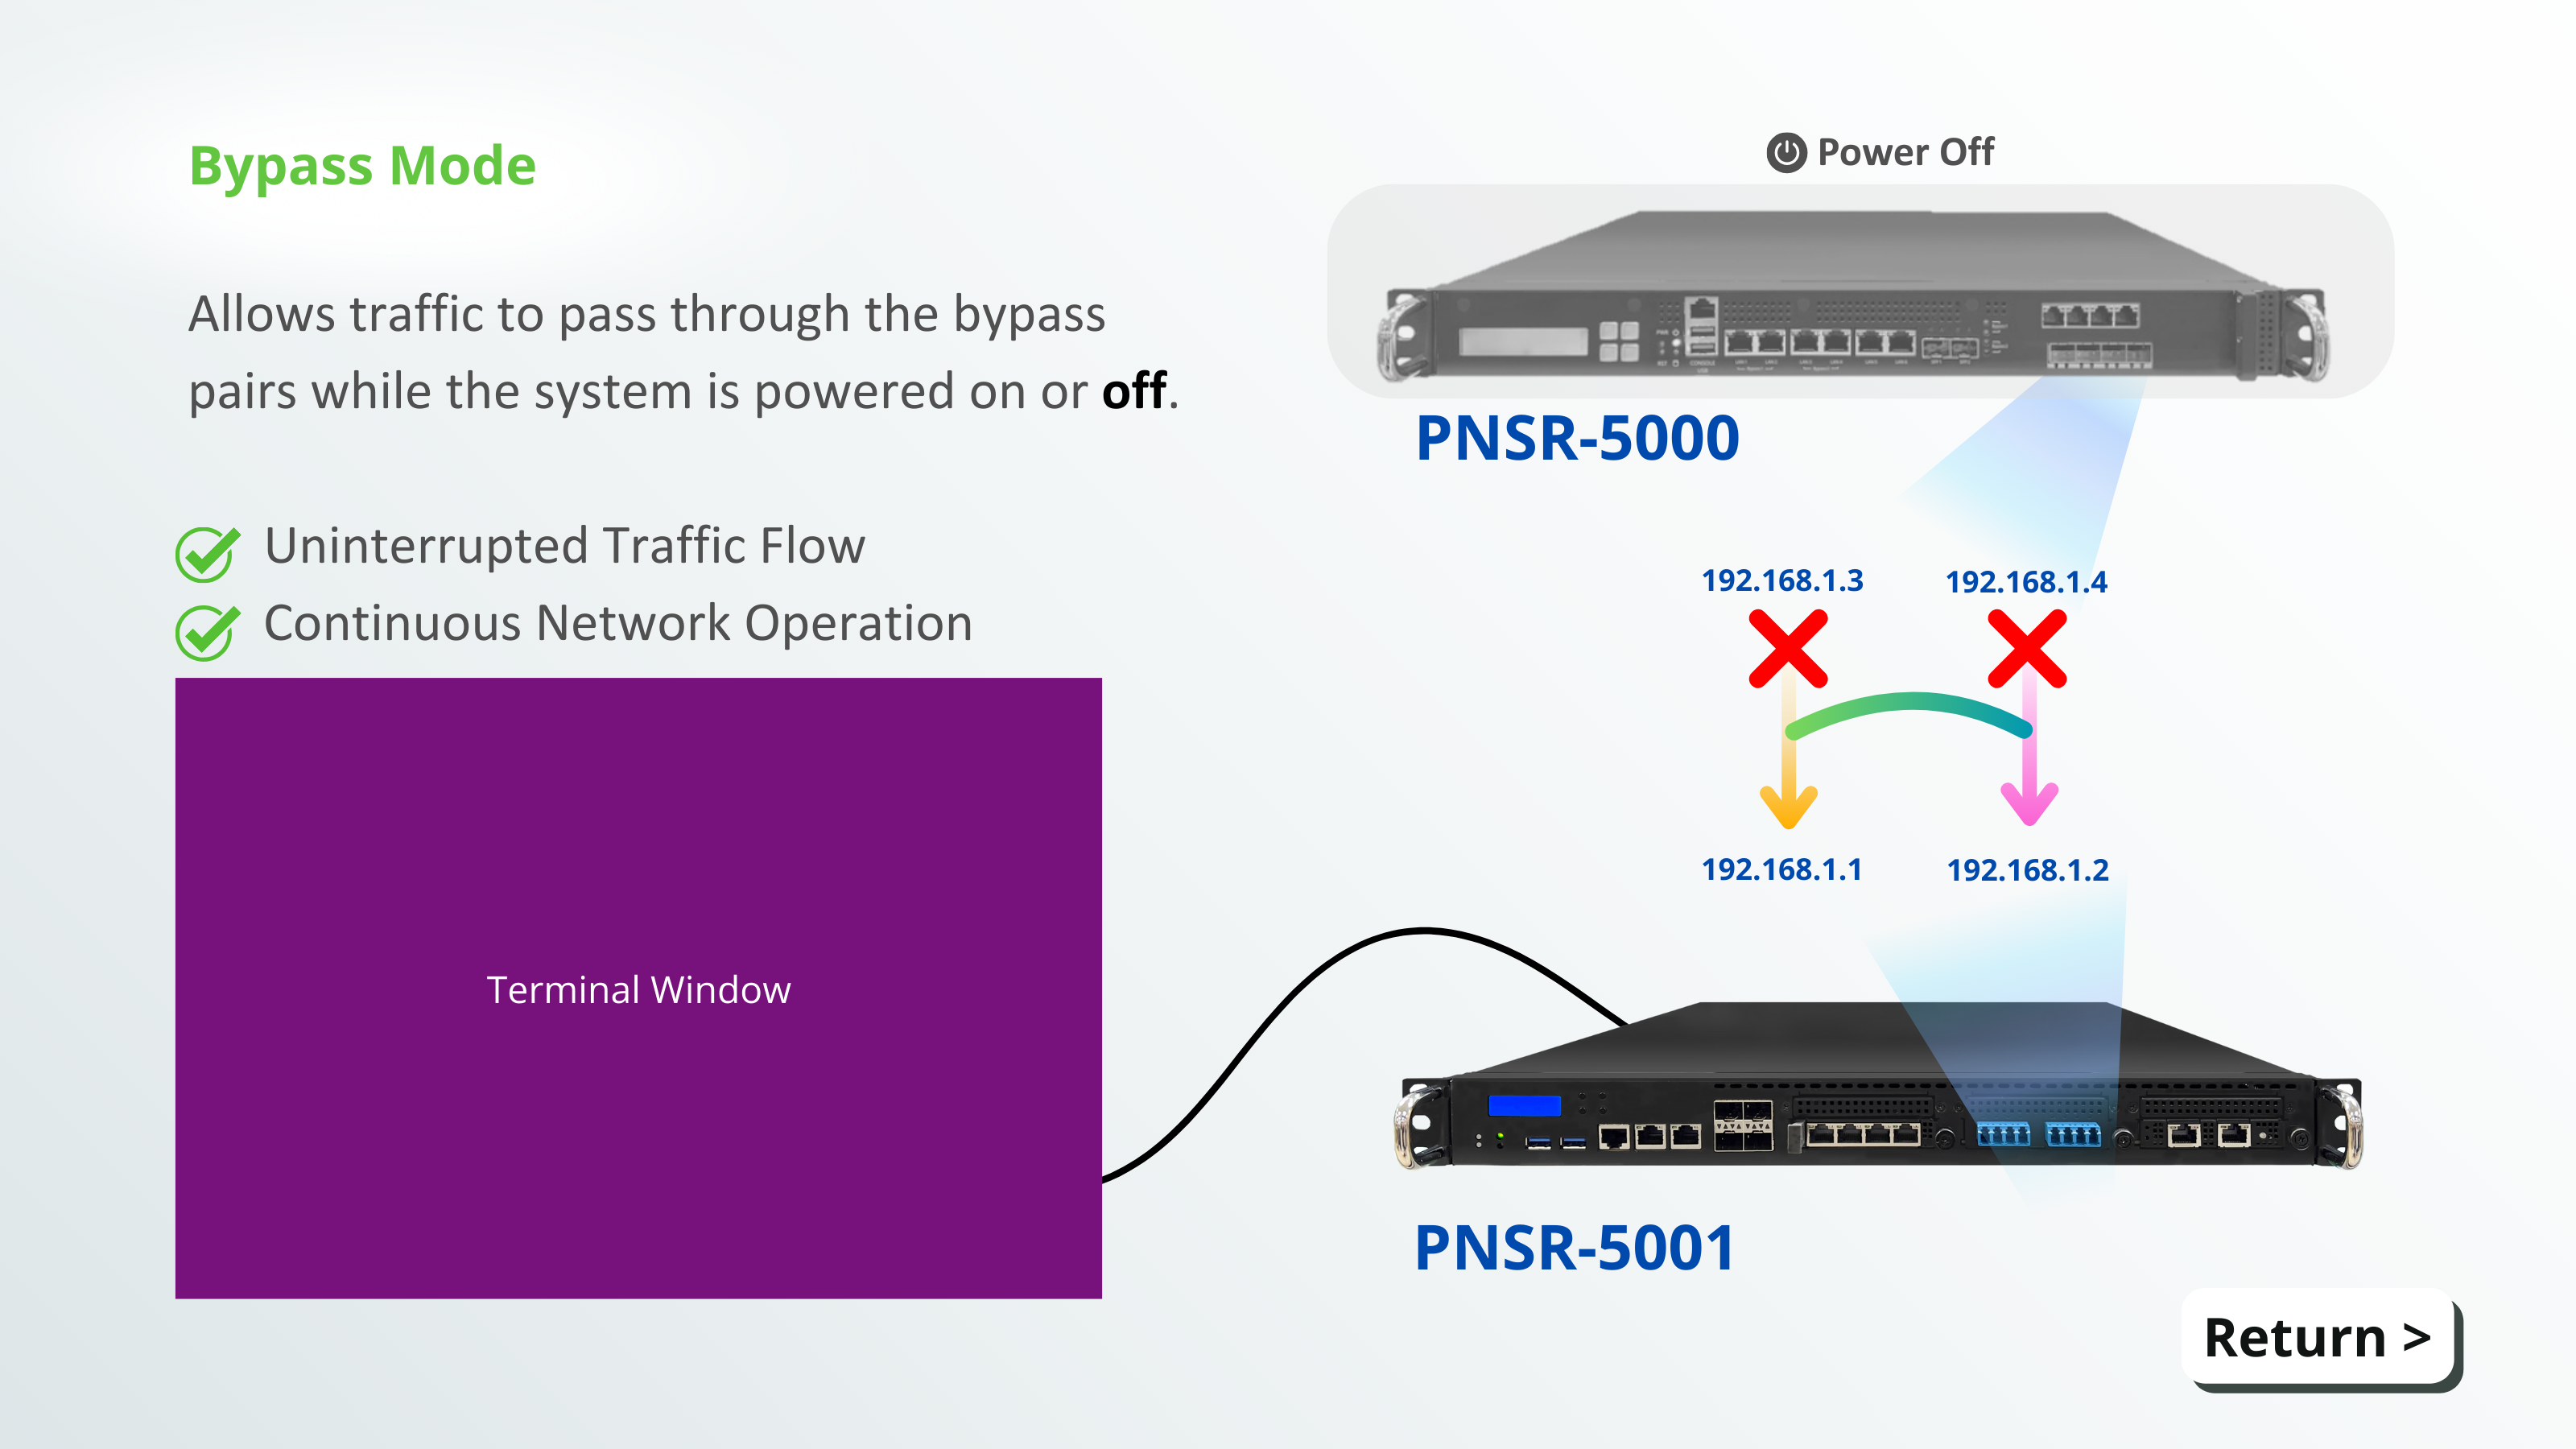 Bypass Mode
Allows traffic to pass through the bypass
pairs while the system is powered on or off.
Uninterrupted Traffic Flow
Continuous Network Operation
Terminal Window
Power Off
PNSR-5000
192.168.1.3
192.168.1.4
192.168.1.1
192.168.1.2
PNSR-5001
Return >